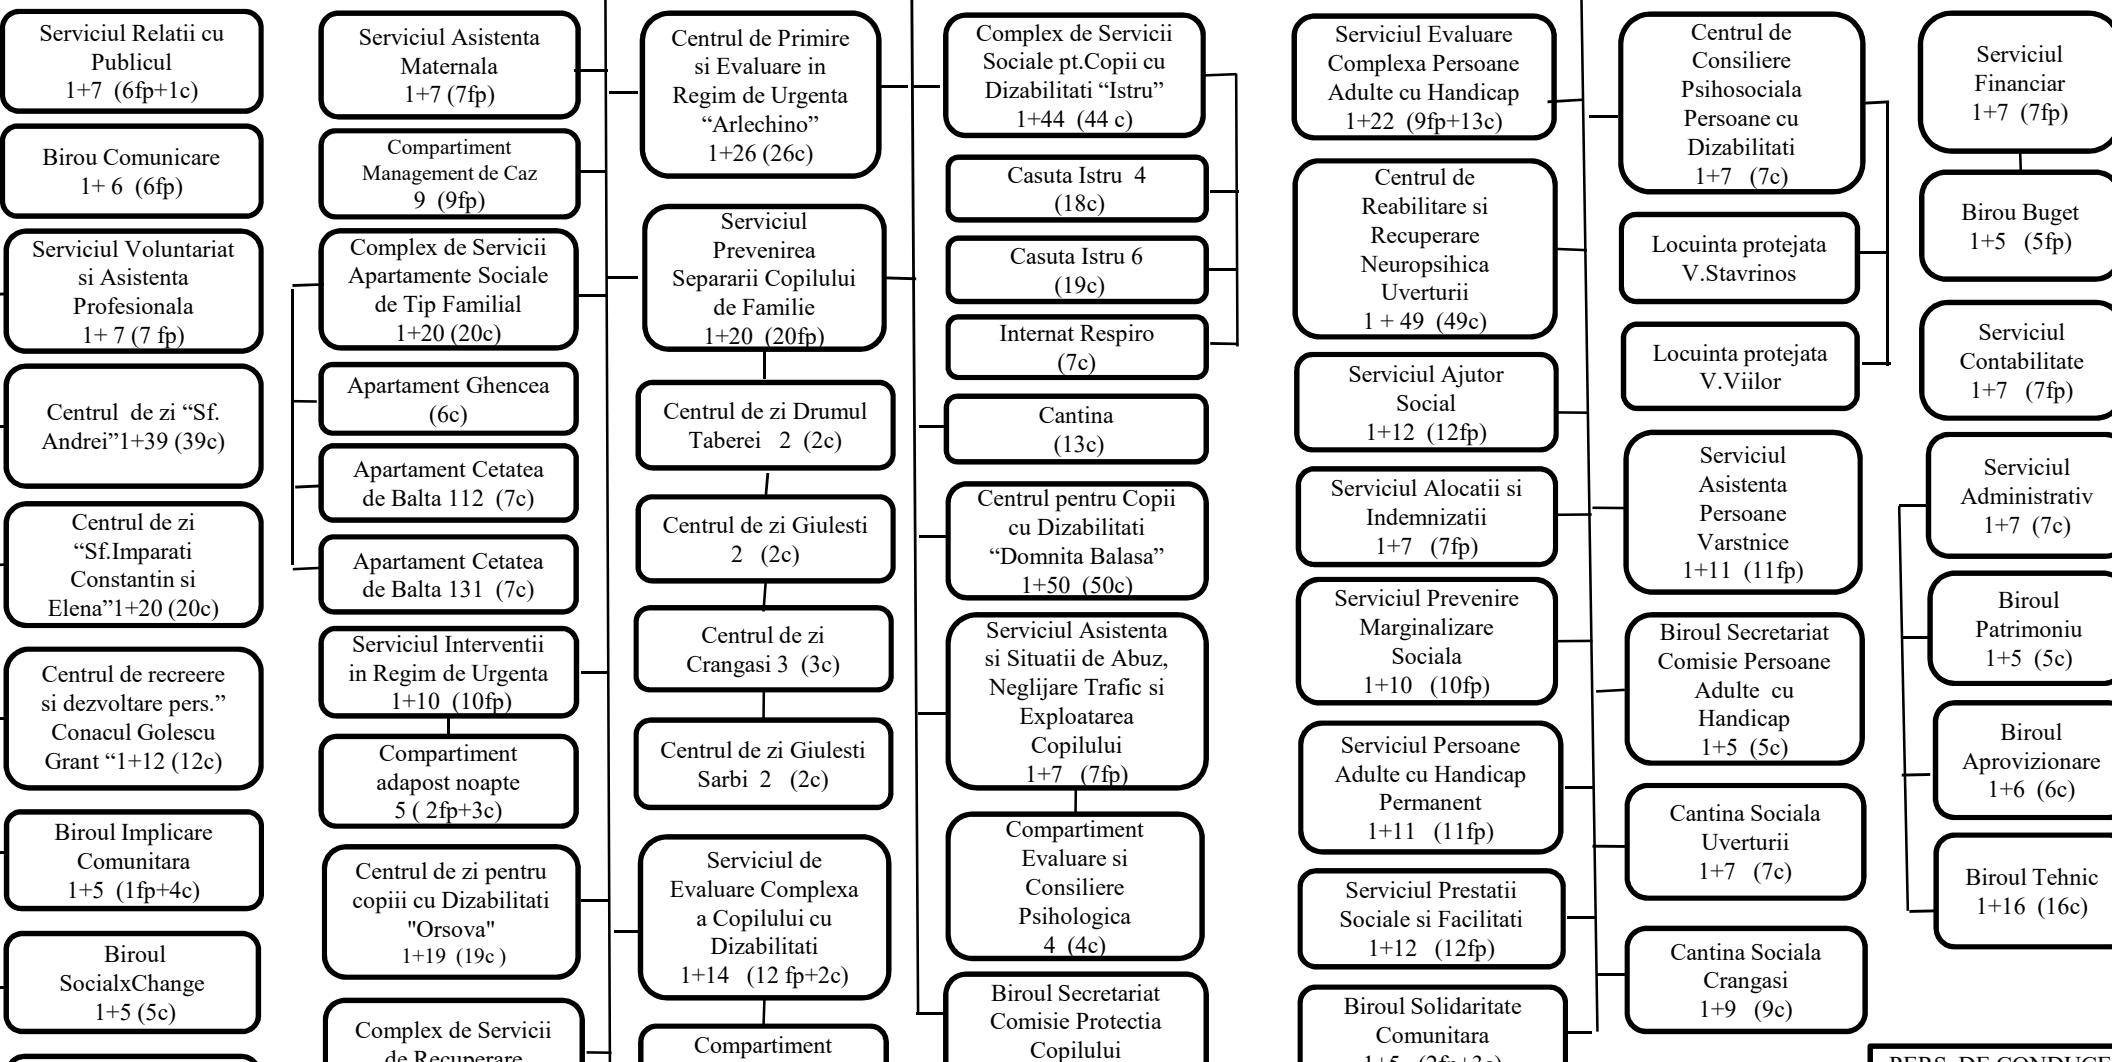 Serviciul Relatii cu
Publicul
1+7 (6fp+1c)
Birou Comunicare
1+ 6 (6fp)
Serviciul Voluntariat
si Asistenta
Profesionala
1+ 7 (7 fp)
Centrul de zi “Sf.
Andrei”1+39 (39c)
Centrul de zi
“Sf.Imparati
Constantin si
Elena”1+20 (20c)
Centrul de recreere
si dezvoltare pers.”
Conacul Golescu
Grant “1+12 (12c)
Biroul Implicare
Comunitara
1+5 (1fp+4c)
Biroul
SocialxChange
1+5 (5c)
Serviciul Asistenta
Maternala
1+7 (7fp)
Compartiment
Management de Caz
9 (9fp)
Complex de Servicii
Apartamente Sociale
de Tip Familial
1+20 (20c)
Apartament Ghencea
(6c)
Apartament Cetatea
de Balta 112 (7c)
Apartament Cetatea
de Balta 131 (7c)
Serviciul Interventii
in Regim de Urgenta
1+10 (10fp)
Compartiment
adapost noapte
5 ( 2fp+3c)
Centrul de zi pentru
copiii cu Dizabilitati
"Orsova"
1+19 (19c )
Complex de Servicii
de Recuperare
Centrul de Primire
si Evaluare in
Regim de Urgenta
“Arlechino”
1+26 (26c)
Serviciul
Prevenirea
Separarii Copilului
de Familie
1+20 (20fp)
Centrul de zi Drumul
Taberei 2 (2c)
Centrul de zi Giulesti
2 (2c)
Centrul de zi
Crangasi 3 (3c)
Centrul de zi Giulesti
Sarbi 2 (2c)
Serviciul de
Evaluare Complexa
a Copilului cu
Dizabilitati
1+14 (12 fp+2c)
Compartiment
Complex de Servicii
Sociale pt.Copii cu
Dizabilitati “Istru”
1+44 (44 c)
Casuta Istru 4
(18c)
Casuta Istru 6
(19c)
Internat Respiro
(7c)
Cantina
(13c)
Centrul pentru Copii
cu Dizabilitati
“Domnita Balasa”
1+50 (50c)
Serviciul Asistenta
si Situatii de Abuz,
Neglijare Trafic si
Exploatarea
Copilului
1+7 (7fp)
Compartiment
Evaluare si
Consiliere
Psihologica
4 (4c)
Biroul Secretariat
Comisie Protectia
Copilului
Serviciul Evaluare
Complexa Persoane
Adulte cu Handicap
1+22 (9fp+13c)
Centrul de
Reabilitare si
Recuperare
Neuropsihica
Uverturii
1 + 49 (49c)
Serviciul Ajutor
Social
1+12 (12fp)
Serviciul Alocatii si
Indemnizatii
1+7 (7fp)
Serviciul Prevenire
Marginalizare
Sociala
1+10 (10fp)
Serviciul Persoane
Adulte cu Handicap
Permanent
1+11 (11fp)
Serviciul Prestatii
Sociale si Facilitati
1+12 (12fp)
Biroul Solidaritate
Comunitara
1+5 (2fp+3c)
Centrul de
Consiliere
Psihosociala
Persoane cu
Dizabilitati
1+7 (7c)
Locuinta protejata
V.Stavrinos
Locuinta protejata
V.Viilor
Serviciul
Asistenta
Persoane
Varstnice
1+11 (11fp)
Biroul Secretariat
Comisie Persoane
Adulte cu
Handicap
1+5 (5c)
Cantina Sociala
Uverturii
1+7 (7c)
Cantina Sociala
Crangasi
1+9 (9c)
Serviciul
Financiar
1+7 (7fp)
Birou Buget
1+5 (5fp)
Serviciul
Contabilitate
1+7 (7fp)
Serviciul
Administrativ
1+7 (7c)
Biroul
Patrimoniu
1+5 (5c)
Biroul
Aprovizionare
1+6 (6c)
Biroul Tehnic
1+16 (16c)
PERS. DE CONDUCE